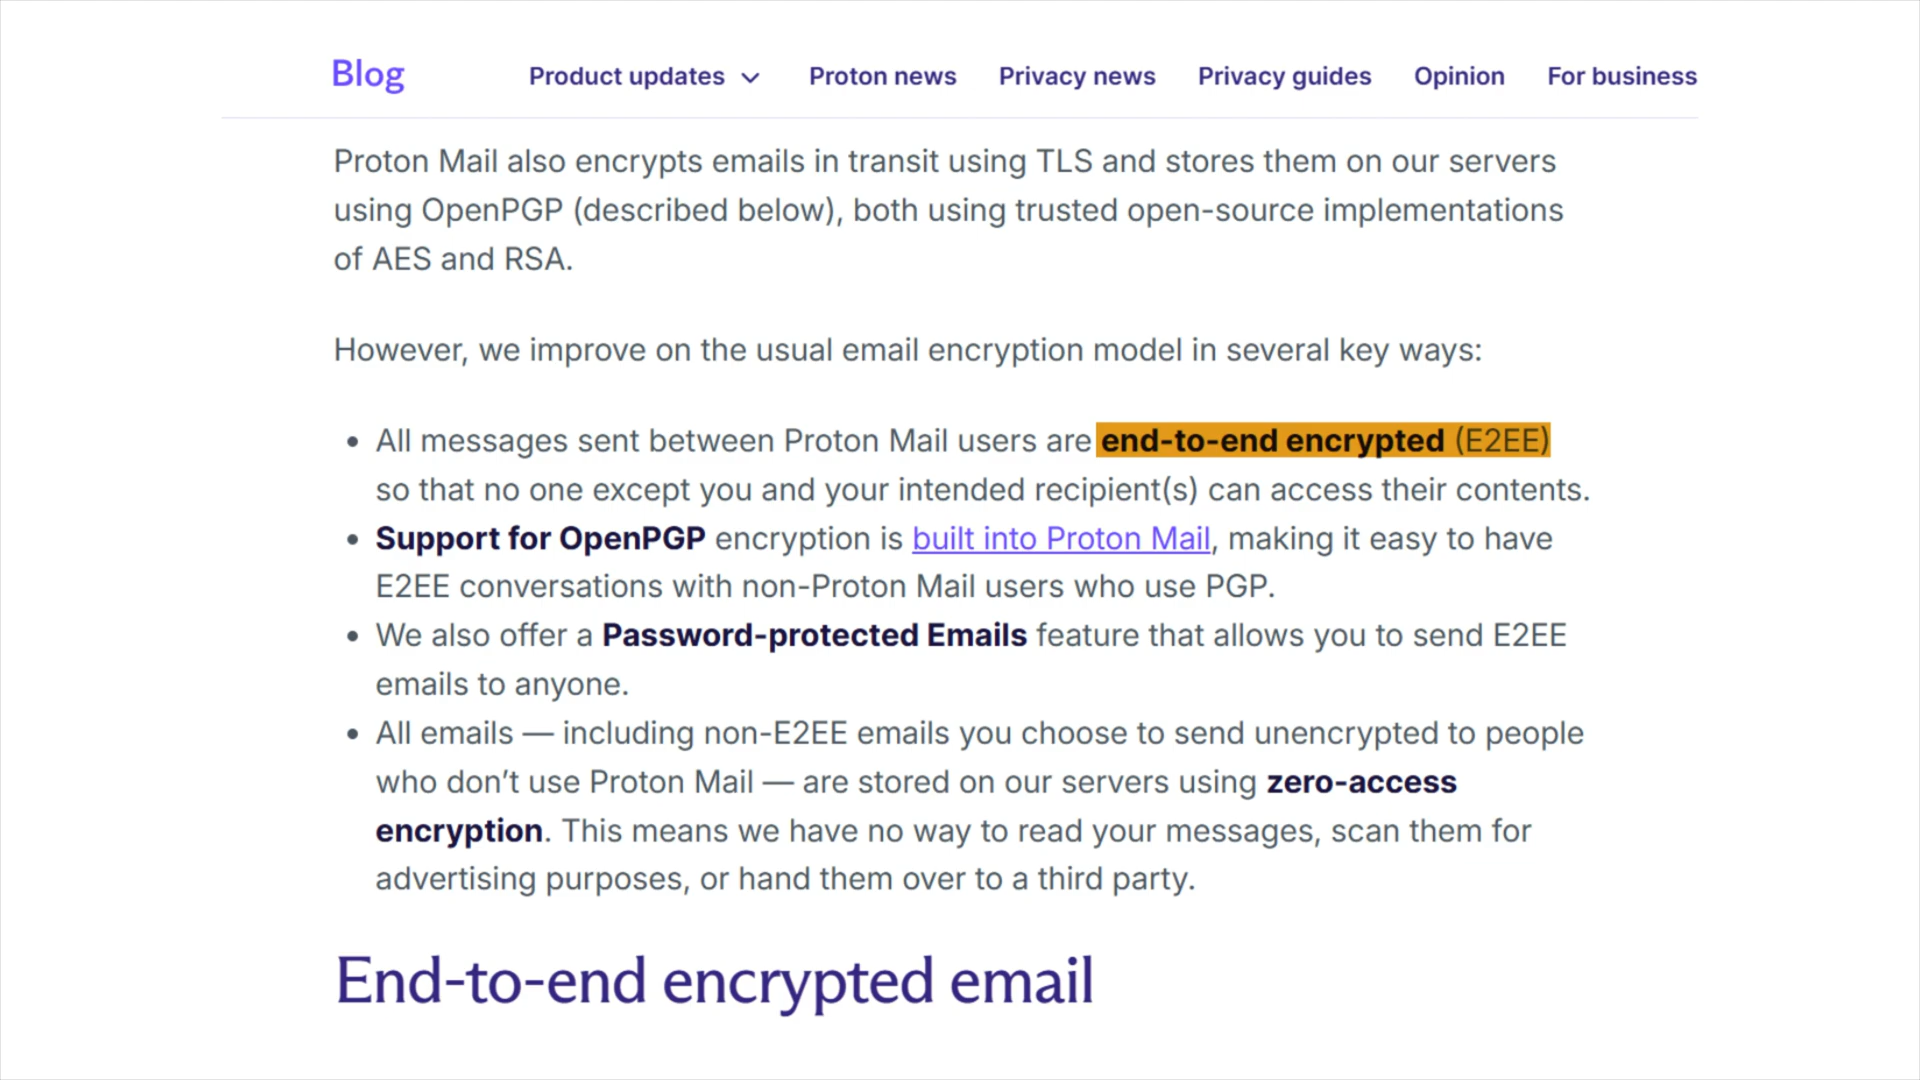 Blog Product updates Proton news Privacy news Privacy guides Opinion For business
Proton Mail also encrypts emails in transit using TLS and stores them on our servers
using OpenPGP (described below), both using trusted open-source implementations
of AES and RSA.
However, we improve on the usual email encryption model in several key ways:
• All messages sent between Proton Mail users are end-to-end encrypted (E2EE)
so that no one except you and your intended recipient(s) can access their contents.
• Support for OpenPGP encryption is built into Proton Mail, making it easy to have
E2EE conversations with non-Proton Mail users who use PGP.
• We also offer a Password-protected Emails feature that allows you to send E2EE
emails to anyone.
• All emails — including non-E2EE emails you choose to send unencrypted to people
who don’t use Proton Mail — are stored on our servers using zero-access
encryption. This means we have no way to read your messages, scan them for
advertising purposes, or hand them over to a third party.
End-to-end encrypted email